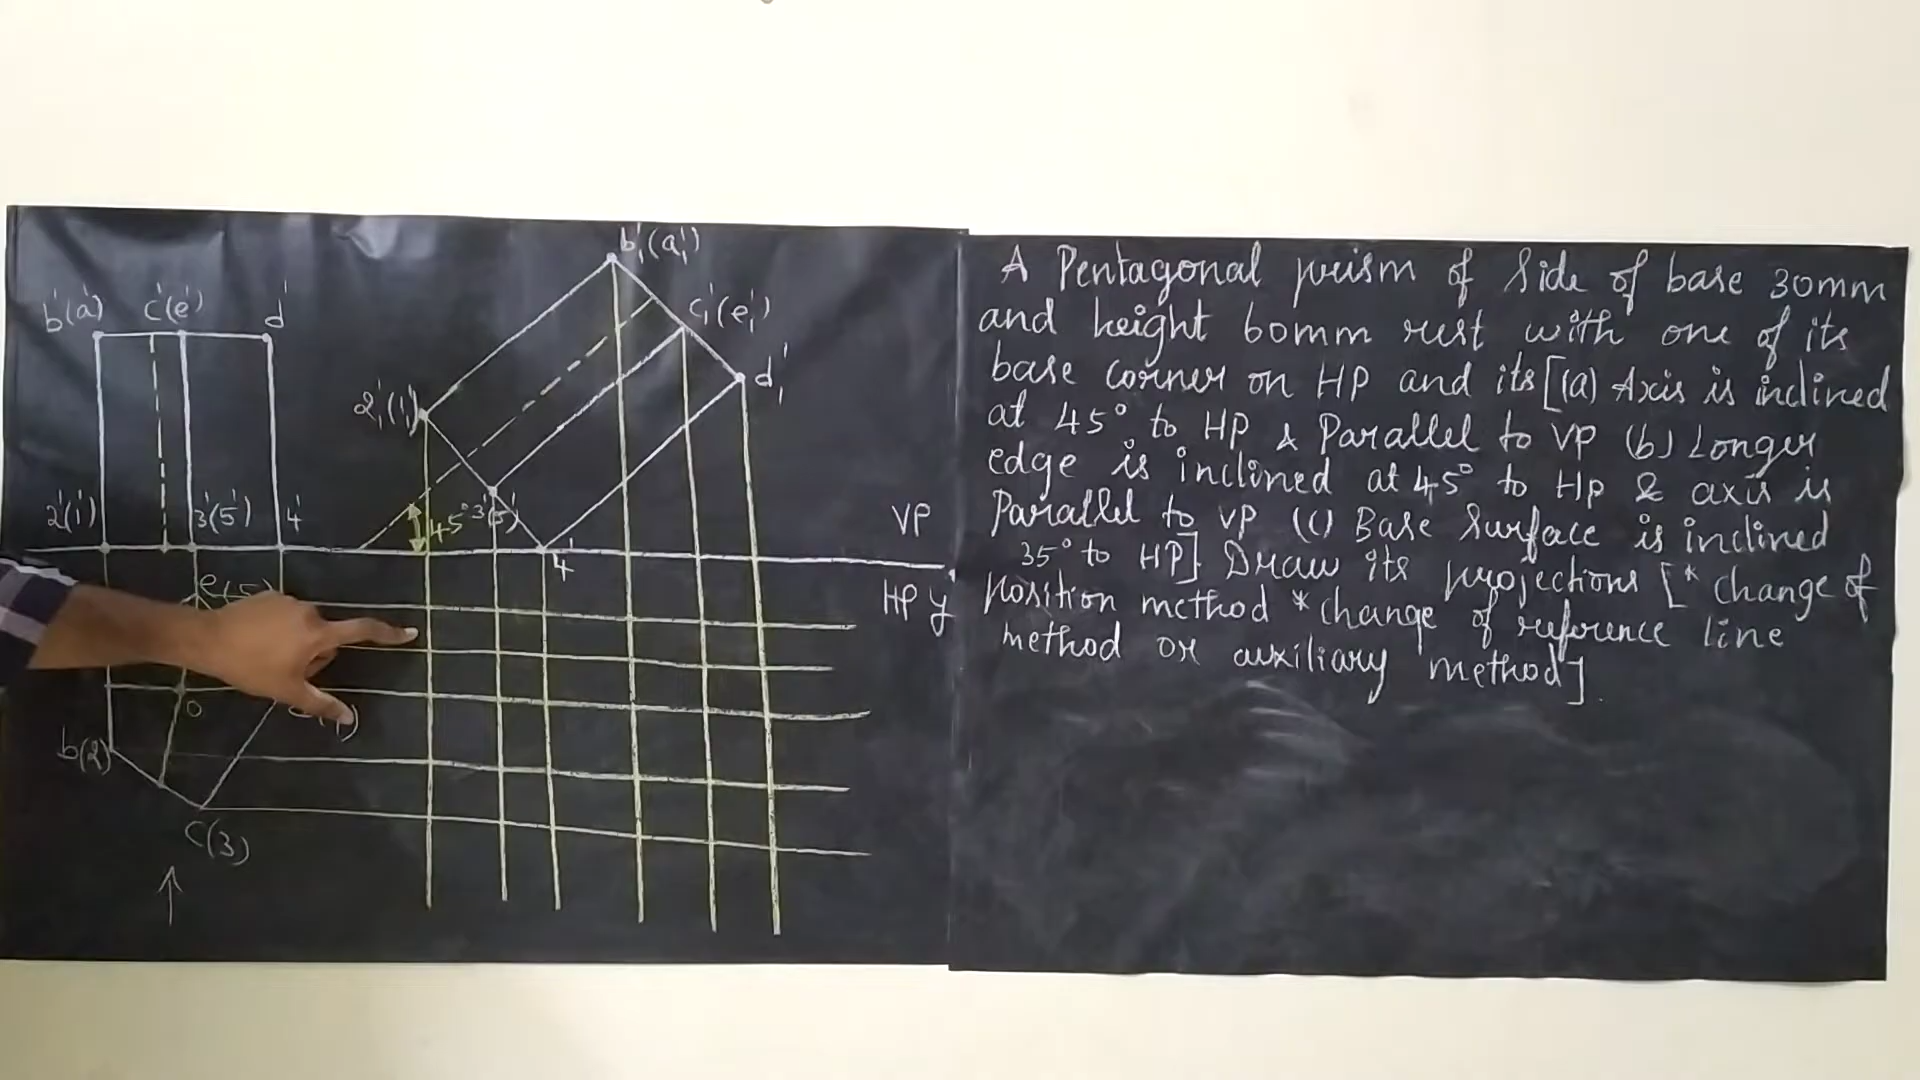 b'(a') c'(e') d'
2'(1') 3'(5') 4'
b₁'(a₁')
c₁'(e₁')
d₁'
2₁'(1₁')
45° 3'(5')
4'
VP
HP y
e(5)
o
b(2)
C(3)
A Pentagonal prism of Side of base 30mm
and height 60mm rest with one of its
base corner on HP and its [(a) Axis is inclined
at 45° to HP & Parallel to VP (b) Longer
edge is inclined at 45° to Hp & axis is
Parallel to VP (c) Base Surface is inclined
35° to HP]. Draw its projections [* change of
position method * change of reference line
method or auxiliary method].